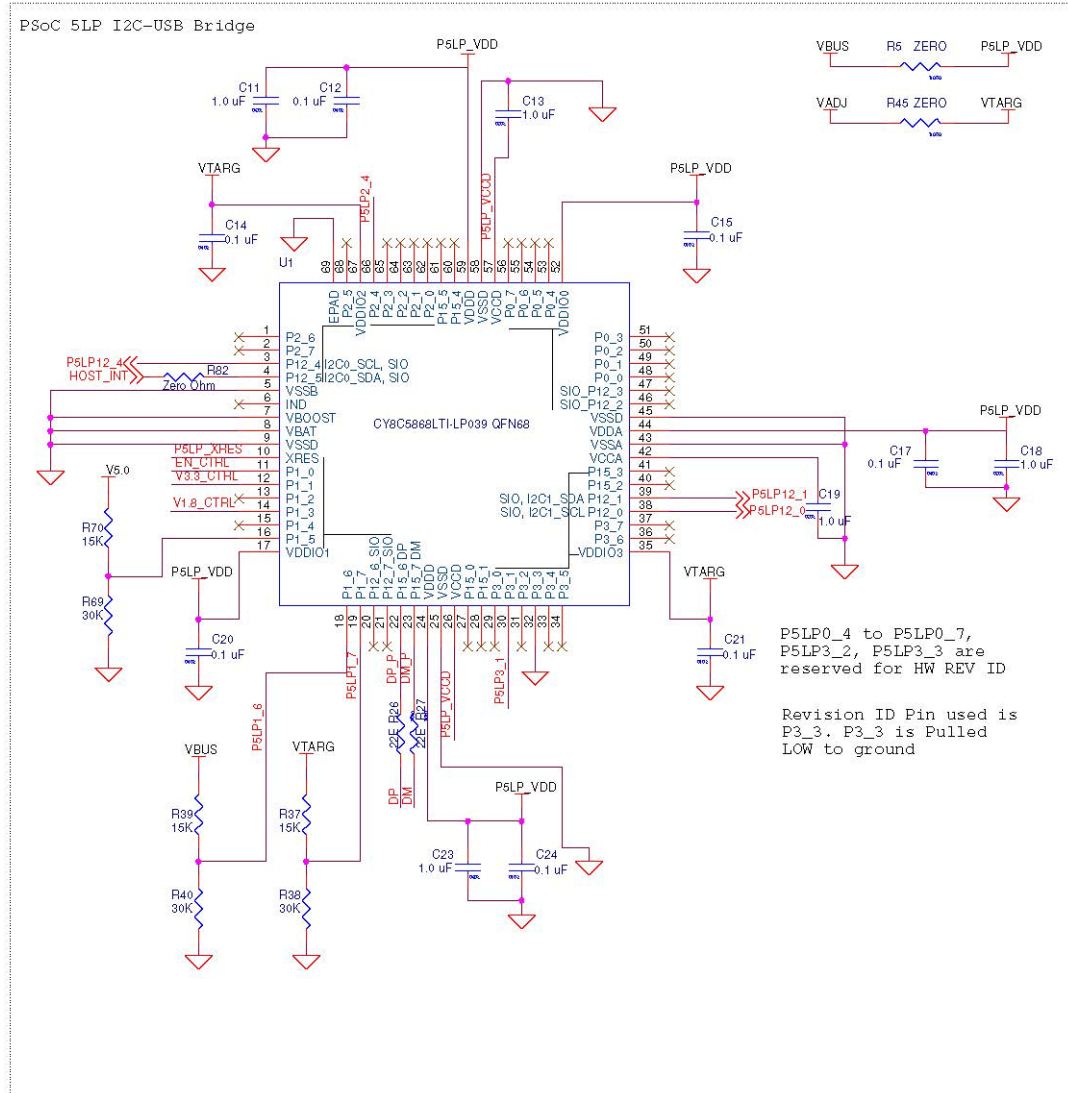 PSoC 5LP I2C-USB Bridge
P5LP_VDD
VBUS R5 ZERO P5LP_VDD
C11
1.0 uF
C12
0.1 uF
C13
1.0 uF
VADJ R45 ZERO VTARG
VTARG
P5LP2_4
P5LP_VCCD
P5LP_VDD
C14
0.1 uF
C15
0.1 uF
U1
69 68 67 66 65 64 63 62 61 60 59 58 57 56 55 54 53 52
EPAD P2_5 VDDIO2 P2_4 P2_3 P2_2 P2_1 P2_0 P15_5 P15_4 VDDD VSSD VCCD P0_7 P0_6 P0_5 P0_4 VDDIO0
1 P2_6
2 P2_7
P5LP12_4 3 P12_4 I2C0_SCL, SIO
HOST_INT R82 Zero Ohm 4 P12_5 I2C0_SDA, SIO
5 VSSB
6 IND
7 VBOOST
8 VBAT
9 VSSD
P5LP_XRES 10 XRES
EN_CTRL 11 P1_0
V3.3_CTRL 12 P1_1
13 P1_2
V1.8_CTRL 14 P1_3
15 P1_4
16 P1_5
17 VDDIO1
CY8C5868LTI-LP039 QFN68
P0_3 51
P0_2 50
P0_1 49
P0_0 48
SIO_P12_3 47
SIO_P12_2 46
VSSD 45
VDDA 44
VSSA 43
VCCA 42
P15_3 41
P15_2 40
SIO, I2C1_SDA P12_1 39 P5LP12_1
SIO, I2C1_SCL P12_0 38 P5LP12_0
P3_7 37
P3_6 36
VDDIO3 35
P5LP_VDD
C17
0.1 uF
C18
1.0 uF
C19
1.0 uF
V5.0
R70
15K
R69
30K
P5LP_VDD
C20
0.1 uF
VTARG
C21
0.1 uF
P1_6 P1_7 P12_6_SIO P12_7_SIO P15_6 DP P15_7 DM VDDD VSSD VCCD P15_0 P15_1 P3_0 P3_1 P3_2 P3_3 P3_4 P3_5
18 19 20 21 22 23 24 25 26 27 28 29 30 31 32 33 34
P5LP1_6
P5LP1_7
DP_P
DM_P
P5LP_VCCD
P5LP3_1
22E R26
22E R27
DP
DM
P5LP0_4 to P5LP0_7,
P5LP3_2, P5LP3_3 are
reserved for HW REV ID
Revision ID Pin used is
P3_3. P3_3 is Pulled
LOW to ground
VBUS
R39
15K
R40
30K
VTARG
R37
15K
R38
30K
P5LP_VDD
C23
1.0 uF
C24
0.1 uF